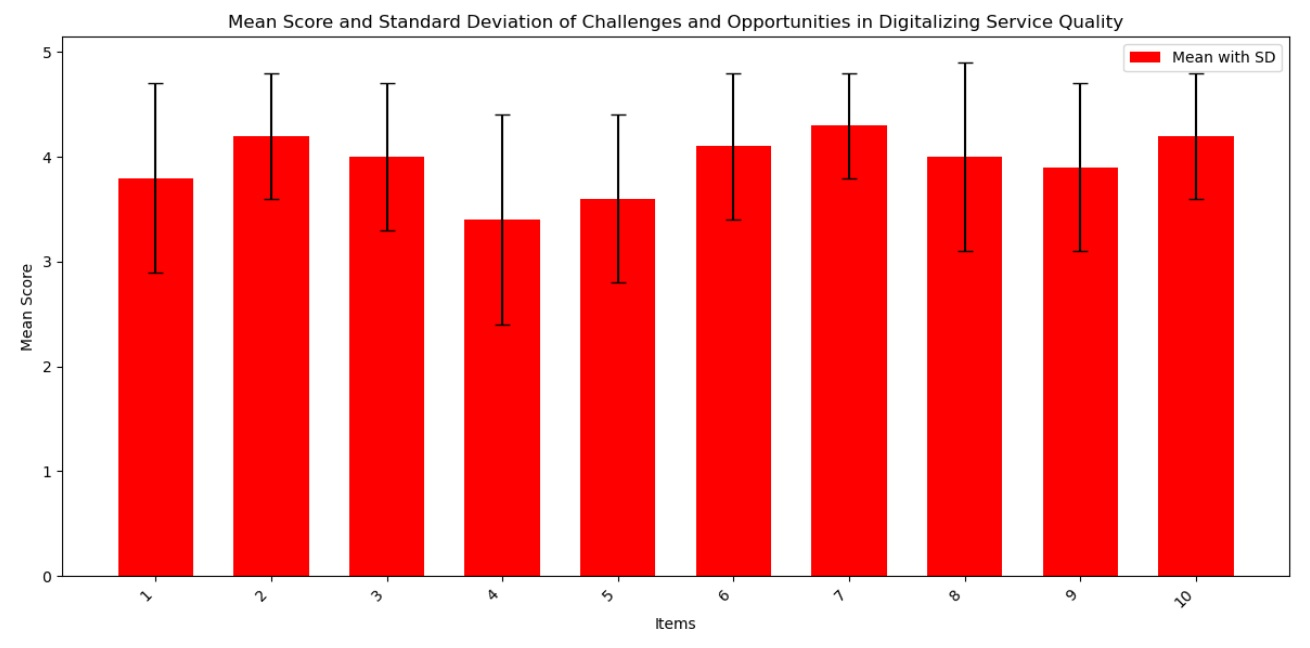 Mean Score and Standard Deviation of Challenges and Opportunities in Digitalizing Service Quality
Mean with SD
5
4
3
2
1
0
Mean Score
1 2 3 4 5 6 7 8 9 10
Items